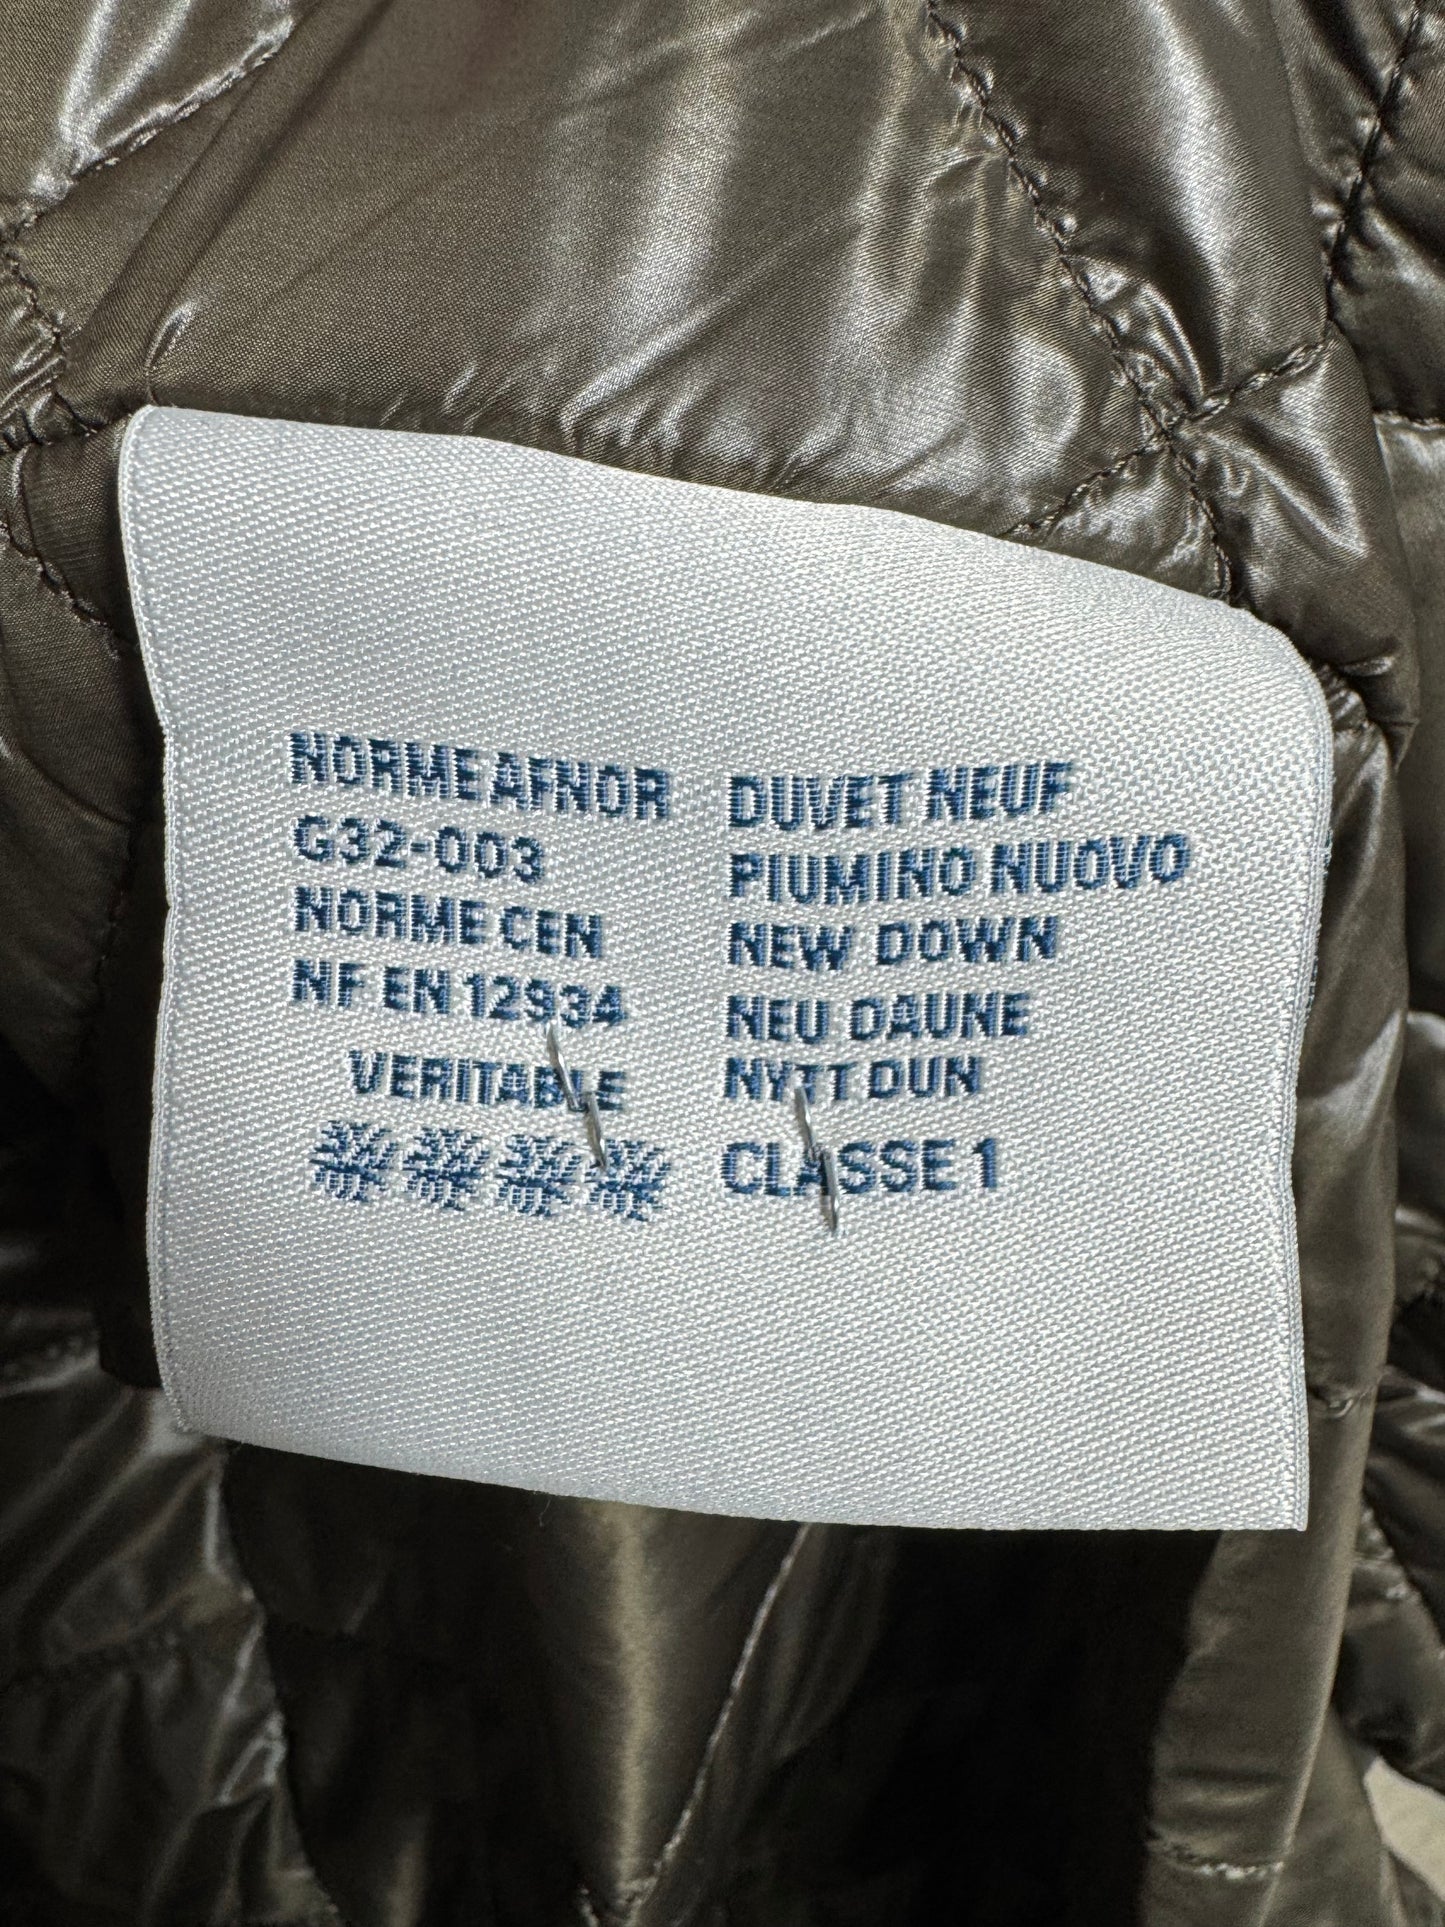 NORME AFNOR
G32-003
NORME CEN
NF EN 12934
VERITABLE
DUVET NEUF
PIUMINO NUOVO
NEW DOWN
NEU DAUNE
NYTT DUN
CLASSE 1